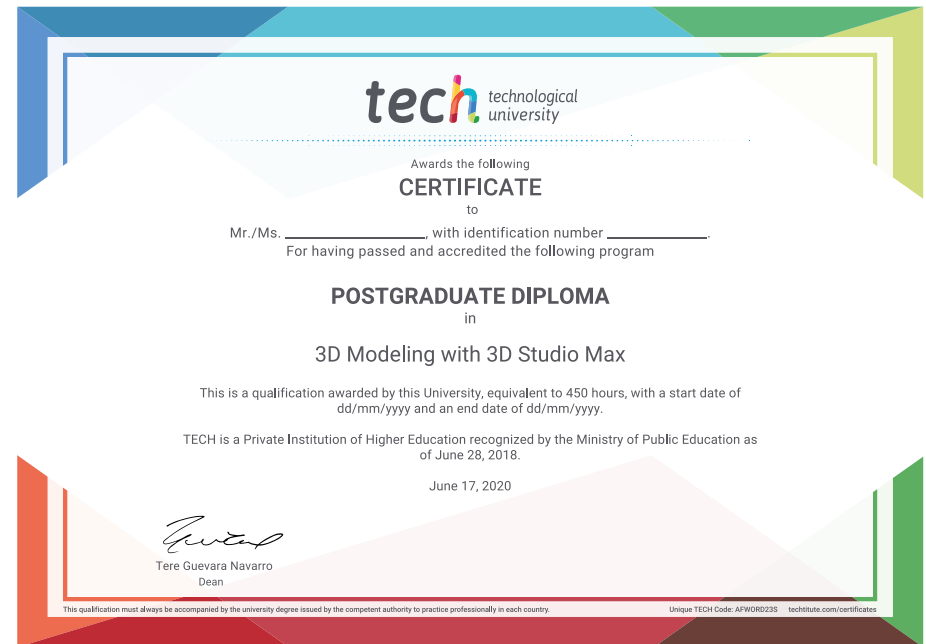 tech technological
university
Awards the following
CERTIFICATE
to
Mr./Ms. ____________________, with identification number ______________.
For having passed and accredited the following program
POSTGRADUATE DIPLOMA
in
3D Modeling with 3D Studio Max
This is a qualification awarded by this University, equivalent to 450 hours, with a start date of
dd/mm/yyyy and an end date of dd/mm/yyyy.
TECH is a Private Institution of Higher Education recognized by the Ministry of Public Education as
of June 28, 2018.
June 17, 2020
Tere Guevara Navarro
Dean
This qualification must always be accompanied by the university degree issued by the competent authority to practice professionally in each country.
Unique TECH Code: AFWORD23S techtitute.com/certificates